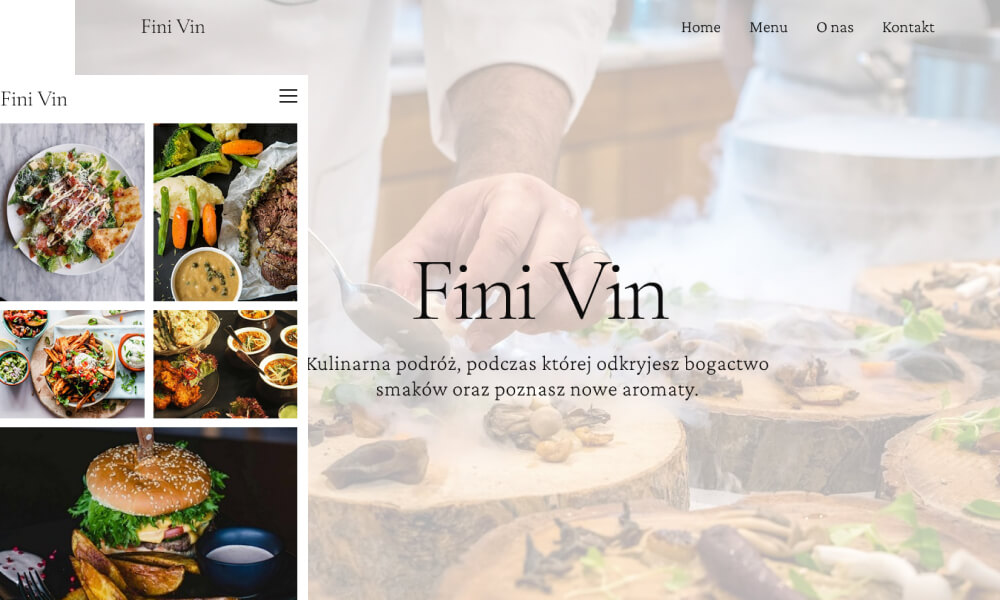 Fini Vin
Home Menu O nas Kontakt
Fini Vin
Fini Vin
Kulinarna podróż, podczas której odkryjesz bogactwo
smaków oraz poznasz nowe aromaty.